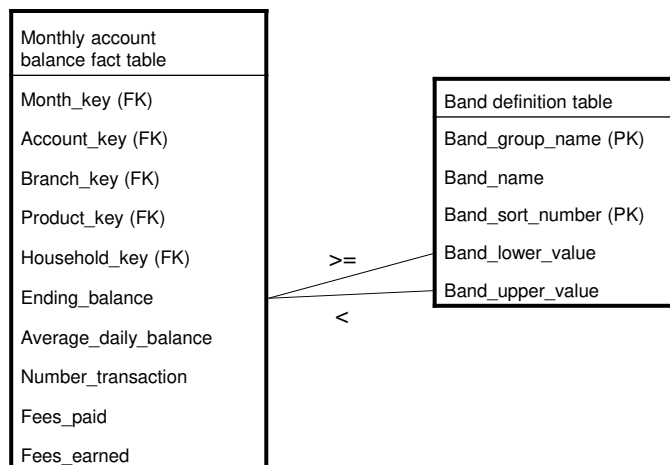 Monthly account
balance fact table
Month_key (FK)
Account_key (FK)
Branch_key (FK)
Product_key (FK)
Household_key (FK)
Ending_balance
Average_daily_balance
Number_transaction
Fees_paid
Fees_earned
>=
<
Band definition table
Band_group_name (PK)
Band_name
Band_sort_number (PK)
Band_lower_value
Band_upper_value